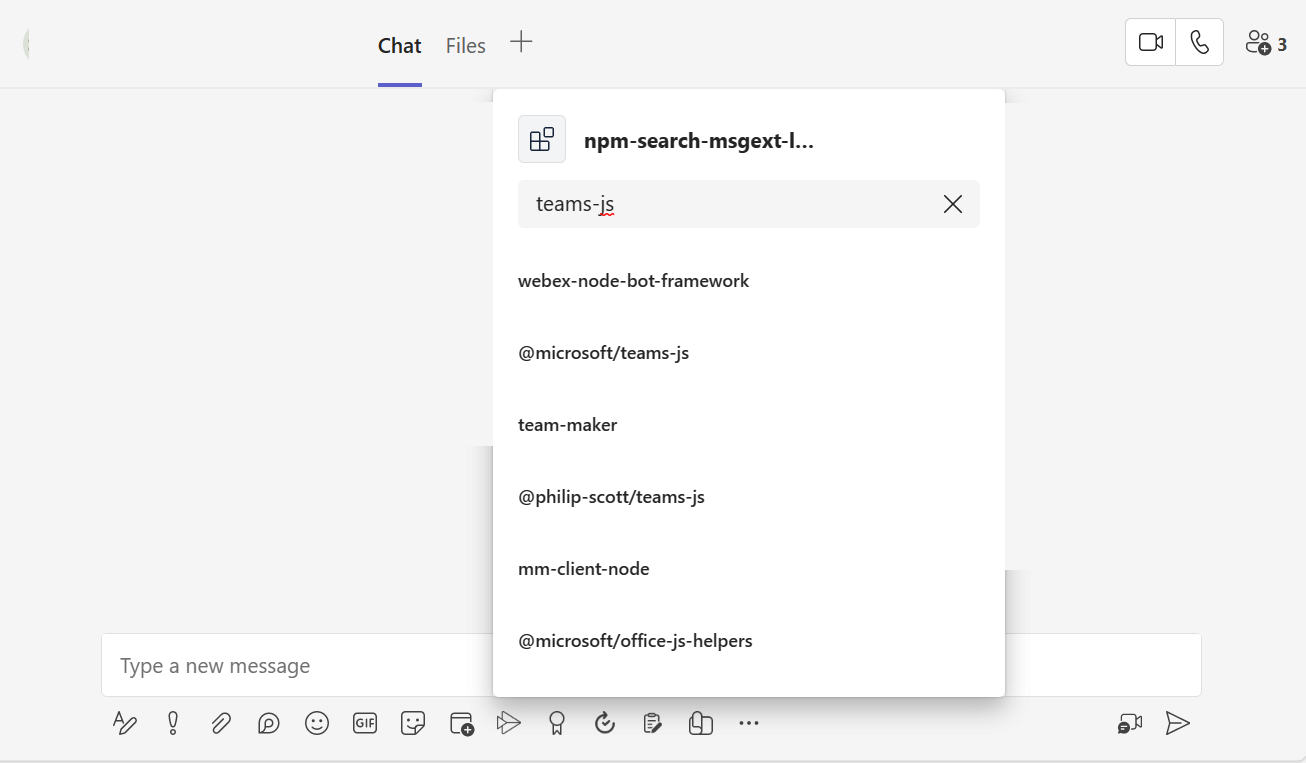 Chat Files
3
npm-search-msgext-l...
teams-js
webex-node-bot-framework
@microsoft/teams-js
team-maker
@philip-scott/teams-js
mm-client-node
@microsoft/office-js-helpers
Type a new message
GIF